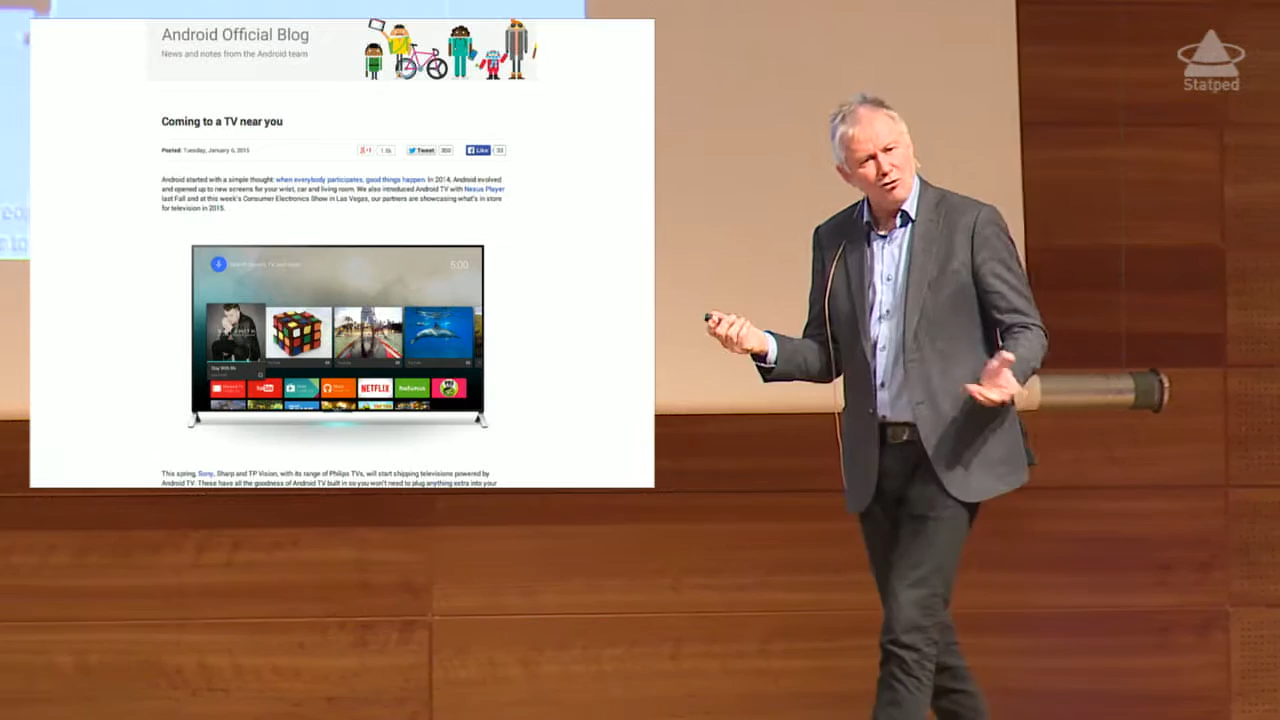 Android Official Blog
News and notes from the Android team
Statped
Coming to a TV near you
Posted: Tuesday, January 6, 2015
Tweet
Like
33
Android started with a simple thought: when everybody participates, good things happen. In 2014, Android evolved
and opened up to new screens for your wrist, car and living room. We also introduced Android TV with Nexus Player
last Fall and at this week's Consumer Electronics Show in Las Vegas, our partners are showcasing what's in store
for television in 2015.
5:00
Stay With Me
YouTube
NETFLIX
huluPLUS
This spring, Sony, Sharp and TP Vision, with its range of Philips TVs, will start shipping televisions powered by
Android TV. These have all the goodness of Android TV built in so you won't need to plug anything extra into your